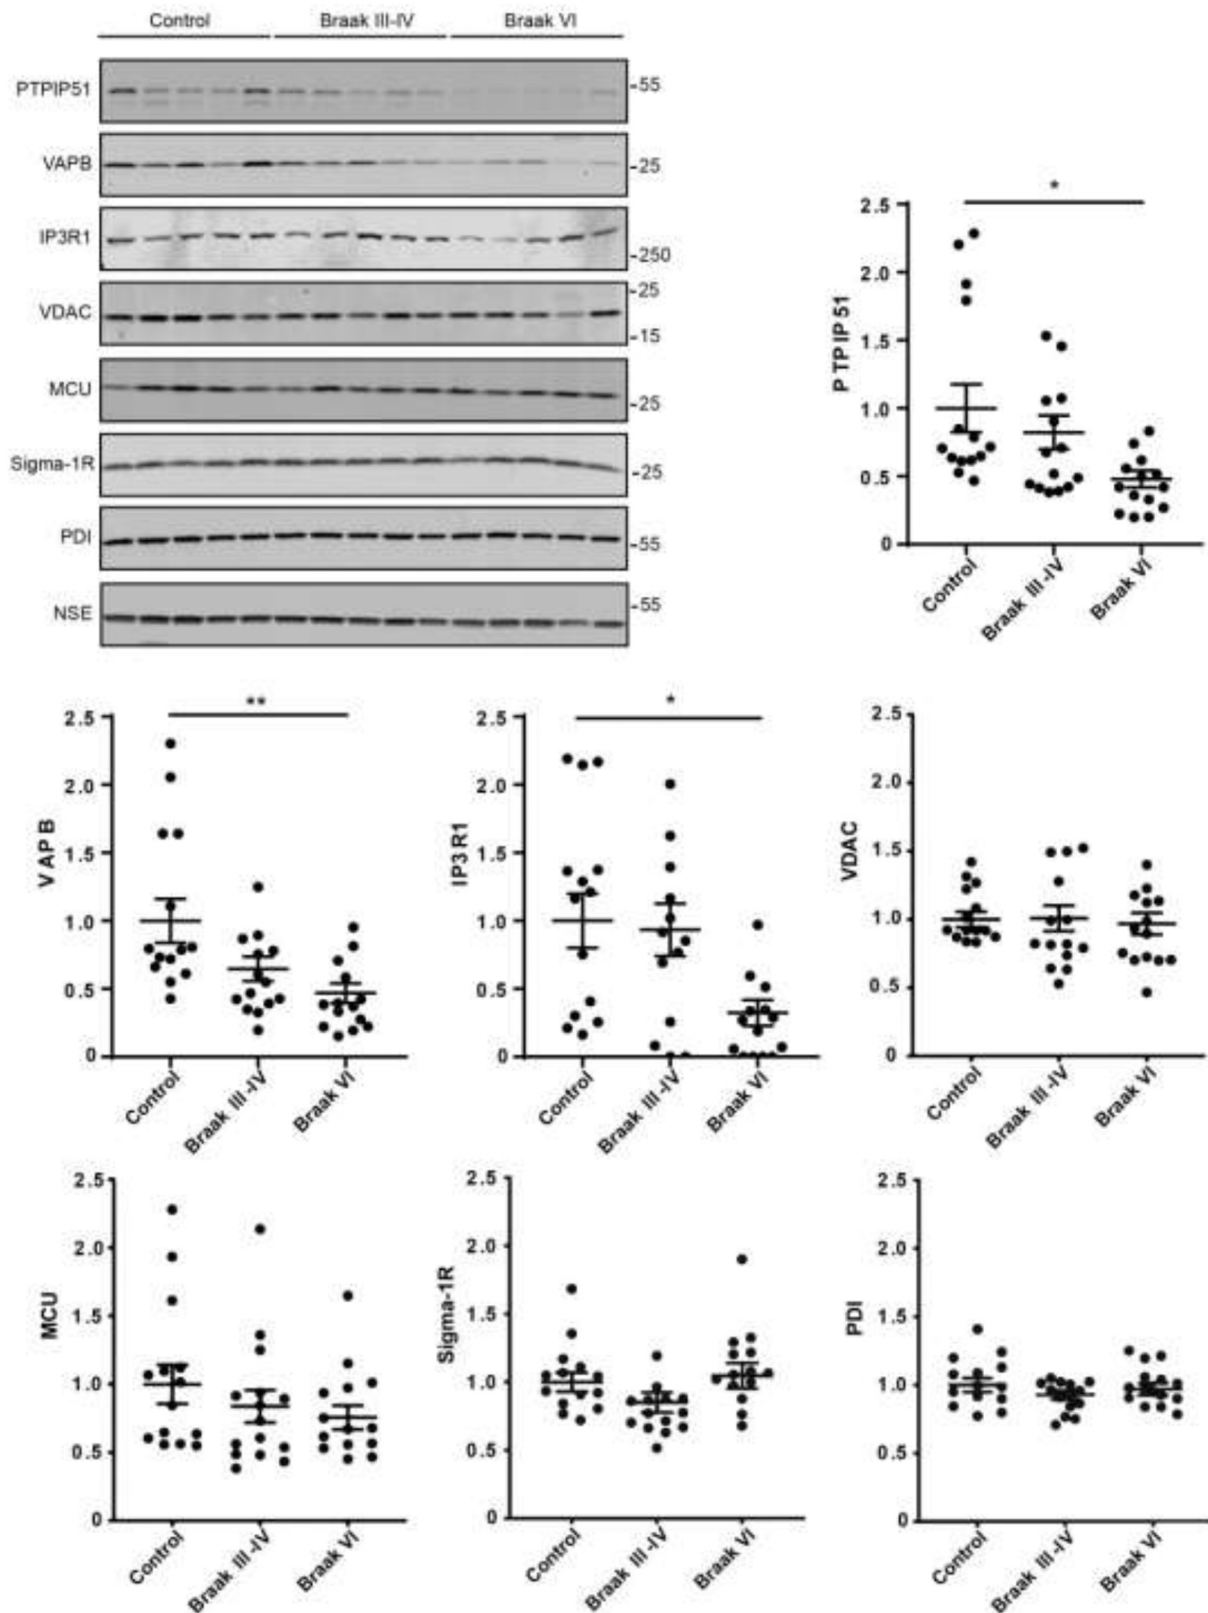 Control Braak III-IV Braak VI
PTPIP51 -55
VAPB -25
IP3R1 -250
VDAC -25
-15
MCU -25
Sigma-1R -25
PDI -55
NSE -55
*
PTPIP51
2.5
2.0
1.5
1.0
0.5
0
Control Braak III-IV Braak VI
**
VAPB
2.5
2.0
1.5
1.0
0.5
0
Control Braak III-IV Braak VI
*
IP3R1
2.5
2.0
1.5
1.0
0.5
0
Control Braak III-IV Braak VI
VDAC
2.5
2.0
1.5
1.0
0.5
0
Control Braak III-IV Braak VI
MCU
2.5
2.0
1.5
1.0
0.5
0
Control Braak III-IV Braak VI
Sigma-1R
2.5
2.0
1.5
1.0
0.5
0
Control Braak III-IV Braak VI
PDI
2.5
2.0
1.5
1.0
0.5
0
Control Braak III-IV Braak VI